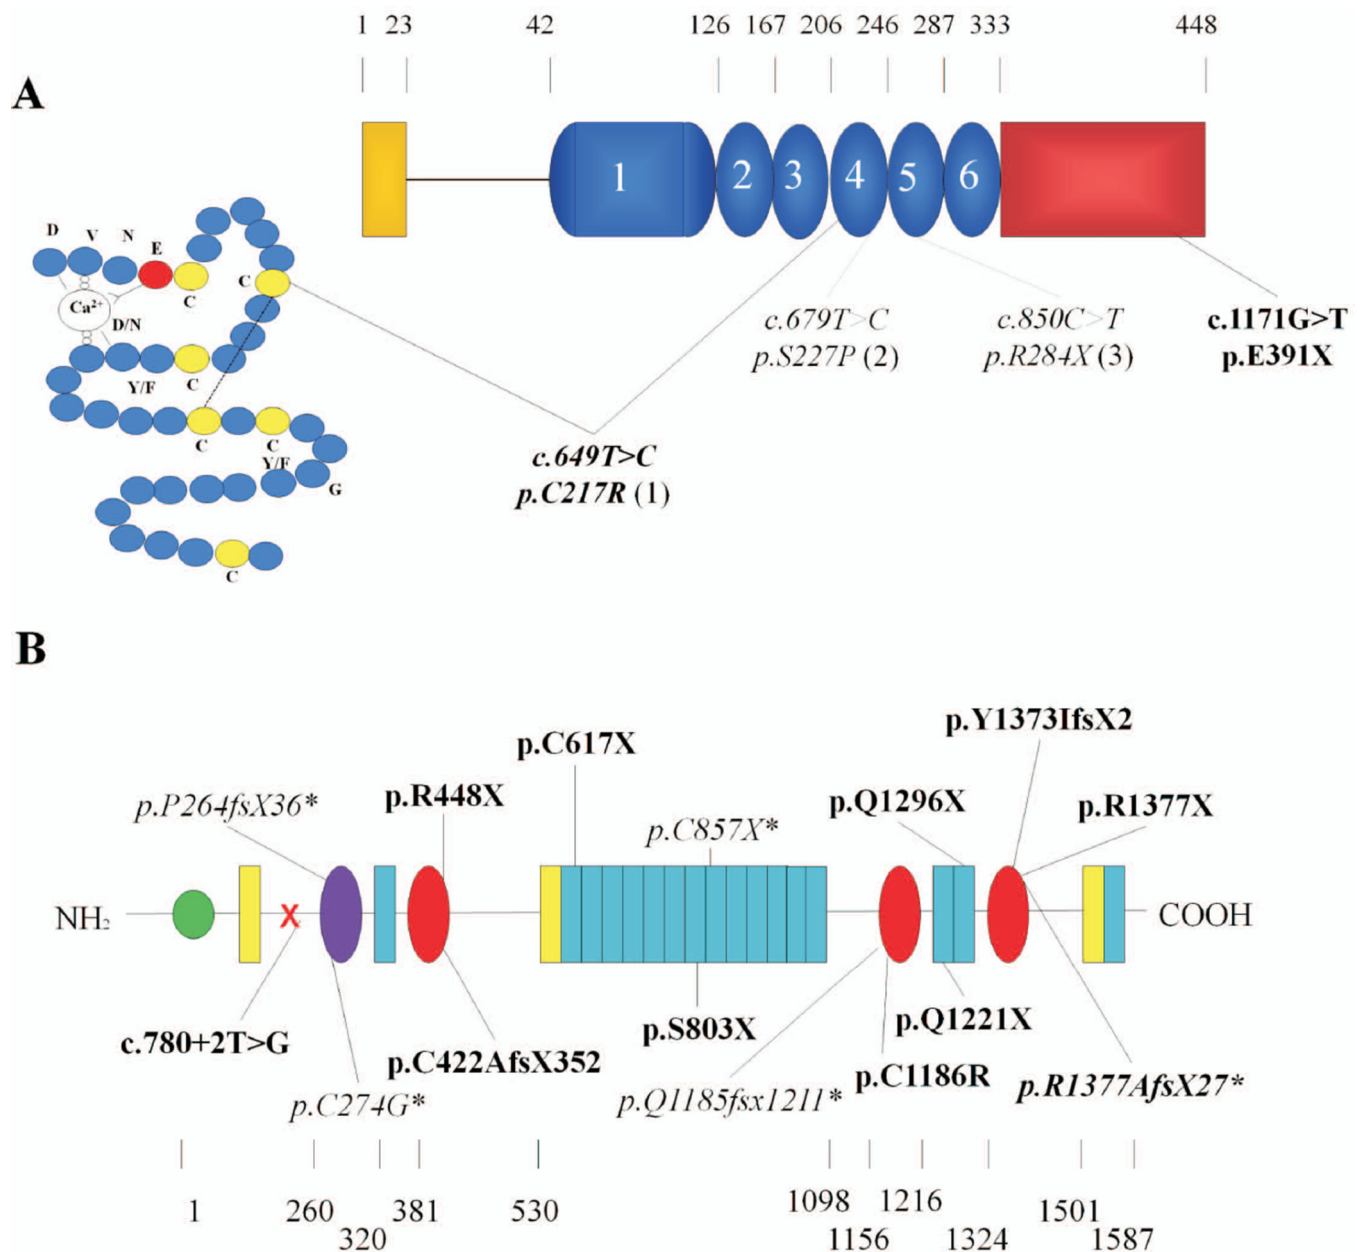 1 23 42 126 167 206 246 287 333 448
A
1 2 3 4 5 6
D V N E
C C
Ca²⁺
D/N
Y/F C
C C
Y/F
G
C
c.679T>C c.850C>T c.1171G>T
p.S227P (2) p.R284X (3) p.E391X
c.649T>C
p.C217R (1)
B
p.Y1373IfsX2
p.C617X
p.P264fsX36* p.R448X p.C857X* p.Q1296X p.R1377X
NH₂ X COOH
c.780+2T>G p.C422AfsX352 p.S803X p.Q1221X
p.C274G* p.Q1185fsx1211* p.C1186R p.R1377AfsX27*
1 260 381 530 1098 1216 1501
320 1156 1324 1587